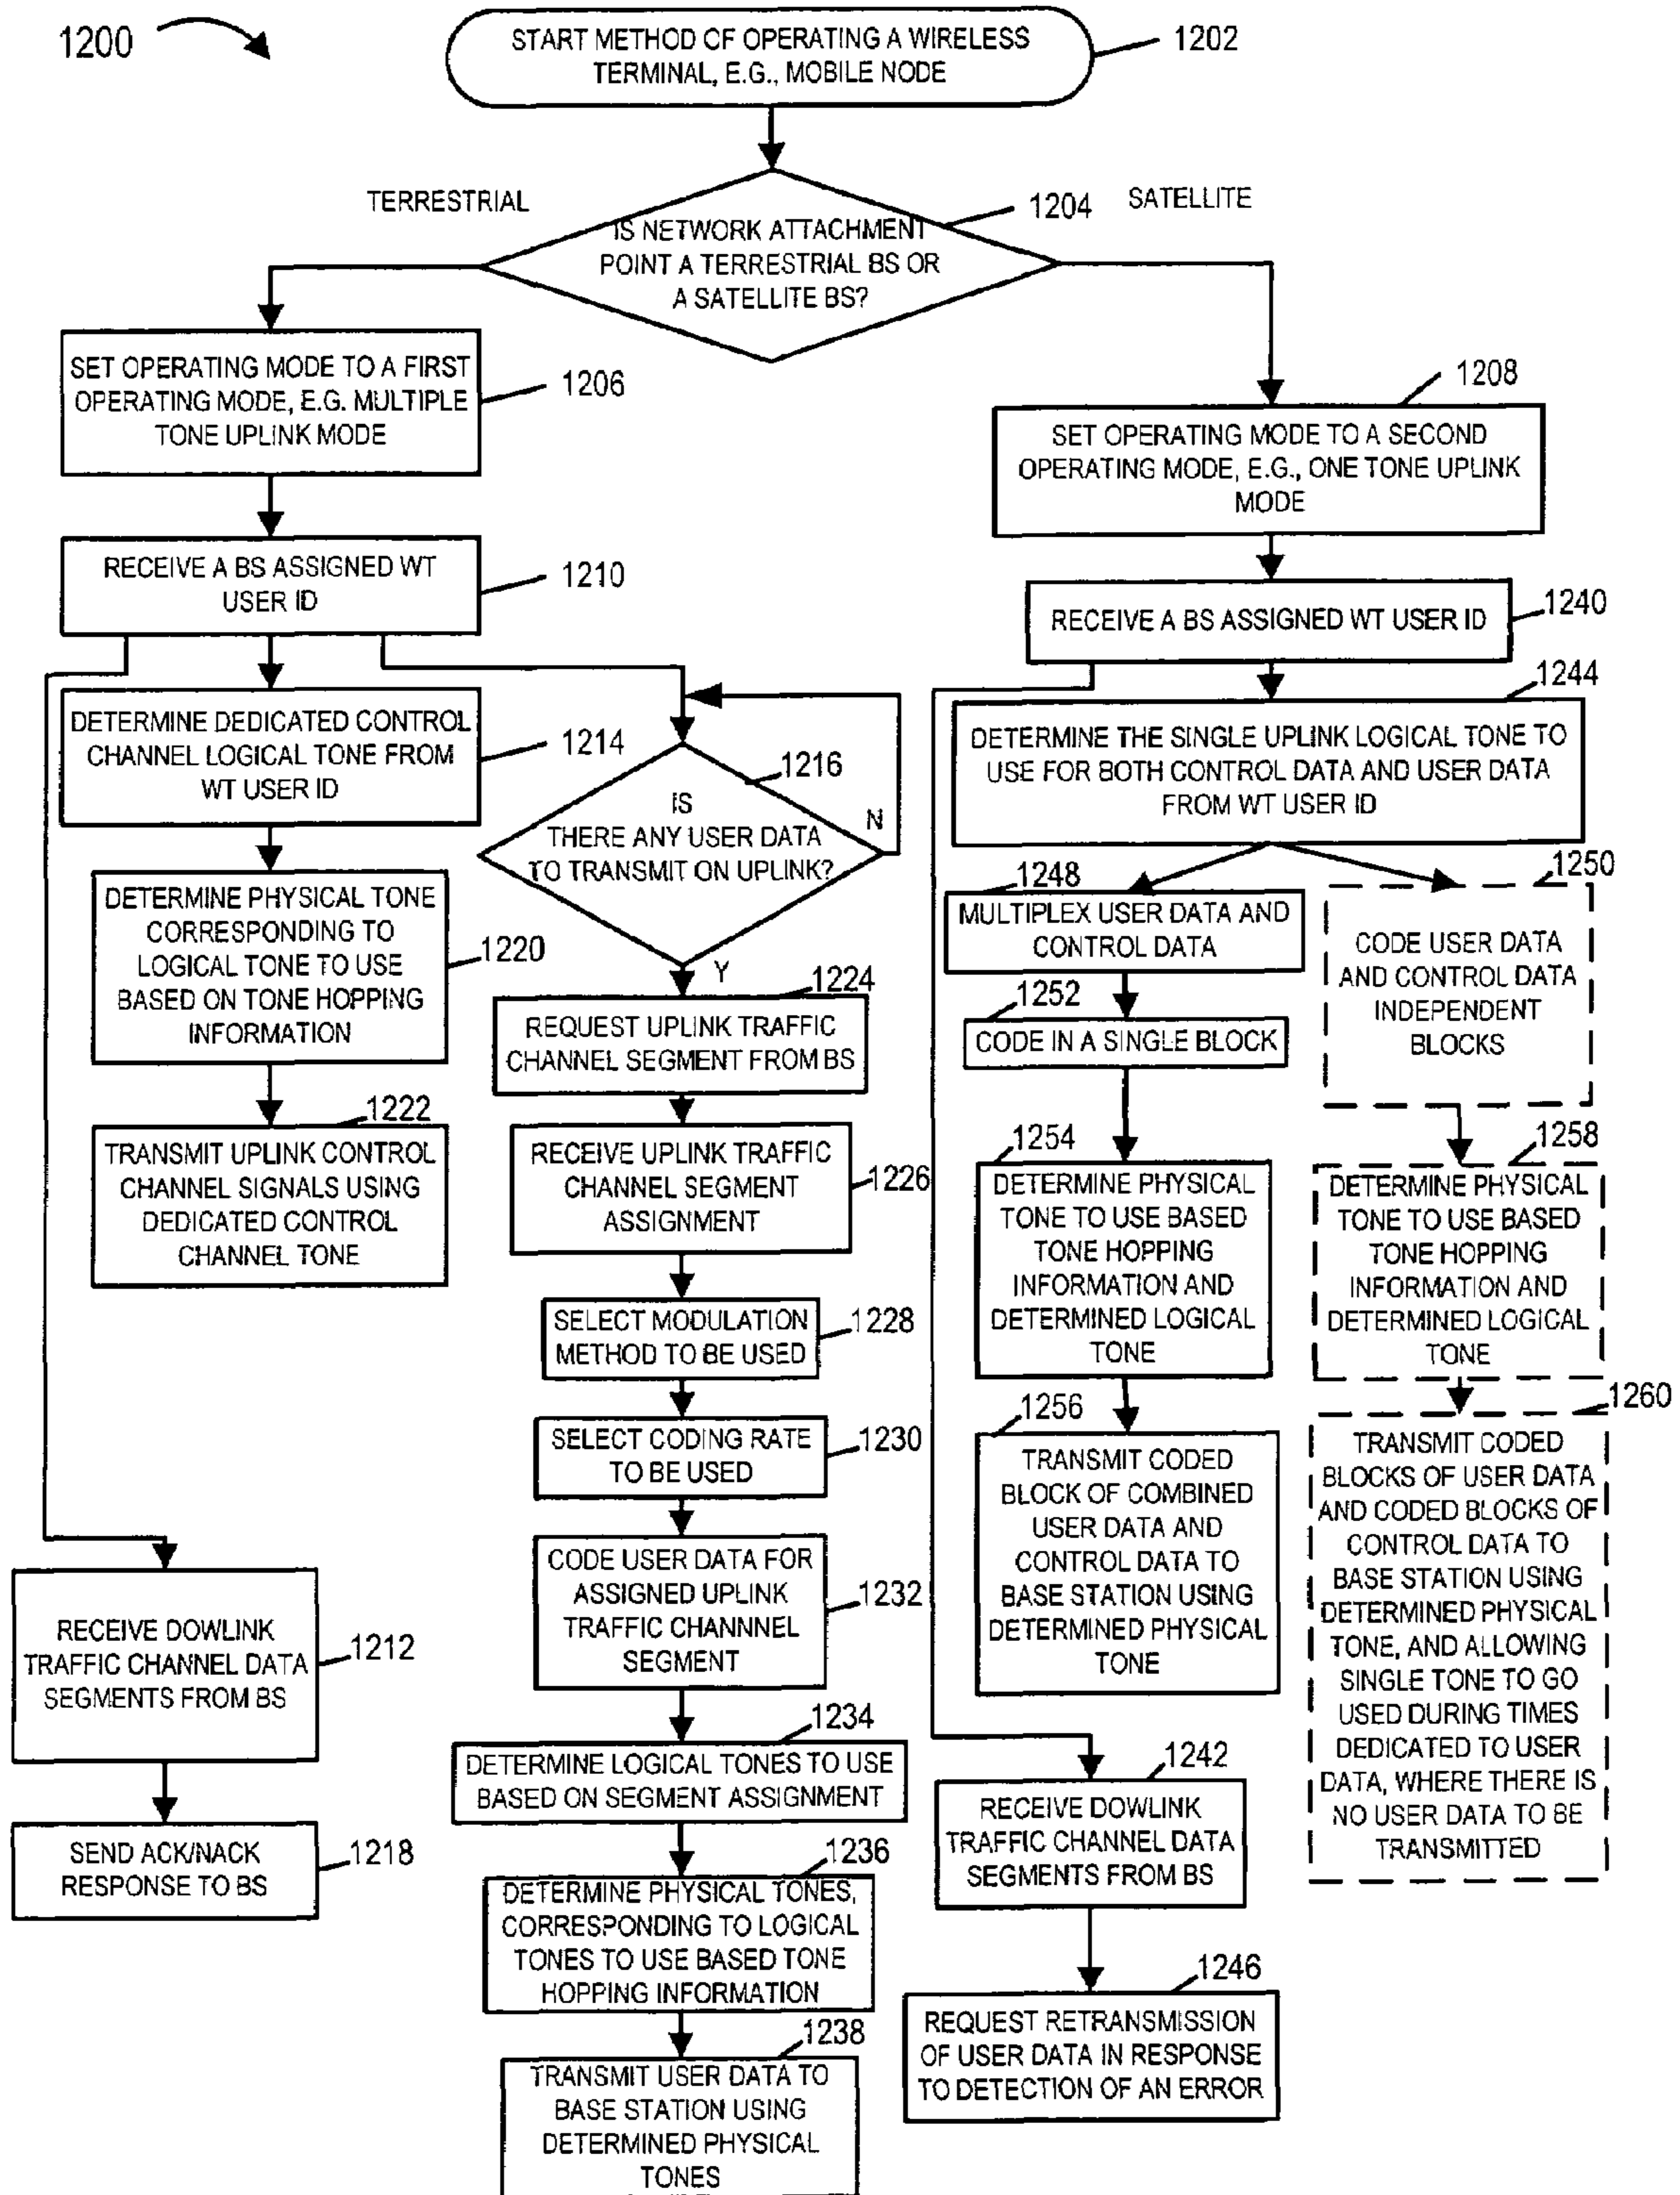 1200
START METHOD OF OPERATING A WIRELESS
TERMINAL, E.G., MOBILE NODE
1202
TERRESTRIAL
1204
SATELLITE
IS NETWORK ATTACHMENT
POINT A TERRESTRIAL BS OR
A SATELLITE BS?
SET OPERATING MODE TO A FIRST
OPERATING MODE, E.G. MULTIPLE
TONE UPLINK MODE
1206
1208
SET OPERATING MODE TO A SECOND
OPERATING MODE, E.G., ONE TONE UPLINK
MODE
RECEIVE A BS ASSIGNED WT
USER ID
1210
RECEIVE A BS ASSIGNED WT USER ID
1240
DETERMINE DEDICATED CONTROL
CHANNEL LOGICAL TONE FROM
WT USER ID
1214
1216
IS
THERE ANY USER DATA
TO TRANSMIT ON UPLINK?
N
Y
1244
DETERMINE THE SINGLE UPLINK LOGICAL TONE TO
USE FOR BOTH CONTROL DATA AND USER DATA
FROM WT USER ID
DETERMINE PHYSICAL TONE
CORRESPONDING TO
LOGICAL TONE TO USE
BASED ON TONE HOPPING
INFORMATION
1220
1222
TRANSMIT UPLINK CONTROL
CHANNEL SIGNALS USING
DEDICATED CONTROL
CHANNEL TONE
1224
REQUEST UPLINK TRAFFIC
CHANNEL SEGMENT FROM BS
RECEIVE UPLINK TRAFFIC
CHANNEL SEGMENT
ASSIGNMENT
1226
SELECT MODULATION
METHOD TO BE USED
1228
SELECT CODING RATE
TO BE USED
1230
CODE USER DATA FOR
ASSIGNED UPLINK
TRAFFIC CHANNNEL
SEGMENT
1232
1234
DETERMINE LOGICAL TONES TO USE
BASED ON SEGMENT ASSIGNMENT
1236
DETERMINE PHYSICAL TONES,
CORRESPONDING TO LOGICAL
TONES TO USE BASED TONE
HOPPING INFORMATION
1238
TRANSMIT USER DATA TO
BASE STATION USING
DETERMINED PHYSICAL
TONES
RECEIVE DOWLINK
TRAFFIC CHANNEL DATA
SEGMENTS FROM BS
1212
SEND ACK/NACK
RESPONSE TO BS
1218
1248
MULTIPLEX USER DATA AND
CONTROL DATA
1252
CODE IN A SINGLE BLOCK
1254
DETERMINE PHYSICAL
TONE TO USE BASED
TONE HOPPING
INFORMATION AND
DETERMINED LOGICAL
TONE
1256
TRANSMIT CODED
BLOCK OF COMBINED
USER DATA AND
CONTROL DATA TO
BASE STATION USING
DETERMINED PHYSICAL
TONE
1250
CODE USER DATA
AND CONTROL DATA
INDEPENDENT
BLOCKS
1258
DETERMINE PHYSICAL
TONE TO USE BASED
TONE HOPPING
INFORMATION AND
DETERMINED LOGICAL
TONE
1260
TRANSMIT CODED
BLOCKS OF USER DATA
AND CODED BLOCKS OF
CONTROL DATA TO
BASE STATION USING
DETERMINED PHYSICAL
TONE, AND ALLOWING
SINGLE TONE TO GO
USED DURING TIMES
DEDICATED TO USER
DATA, WHERE THERE IS
NO USER DATA TO BE
TRANSMITTED
1242
RECEIVE DOWLINK
TRAFFIC CHANNEL DATA
SEGMENTS FROM BS
1246
REQUEST RETRANSMISSION
OF USER DATA IN RESPONSE
TO DETECTION OF AN ERROR